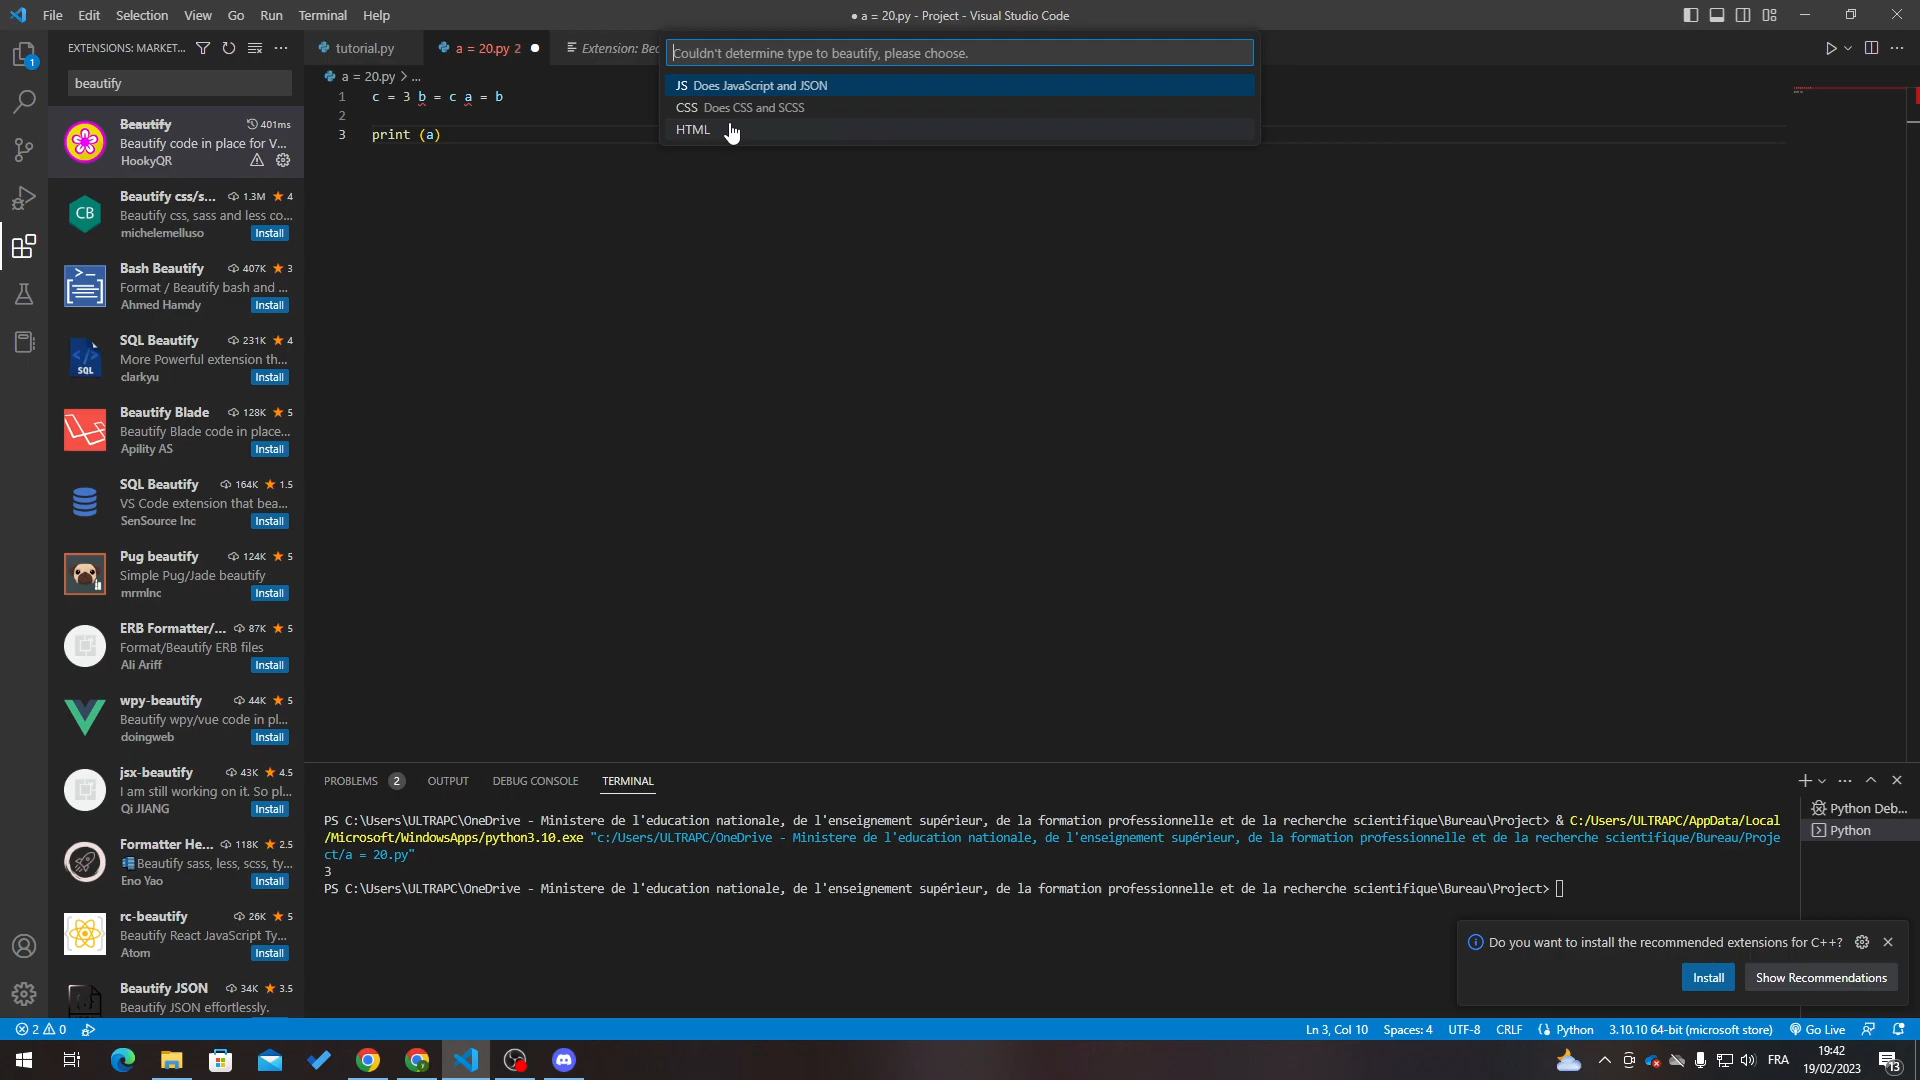 File Edit Selection View Go Run Terminal Help
● a = 20.py - Project - Visual Studio Code
EXTENSIONS: MARKET...
tutorial.py
a = 20.py 2
Extension: Bea
Couldn't determine type to beautify, please choose.
JS Does JavaScript and JSON
CSS Does CSS and SCSS
HTML
beautify
a = 20.py > ...
1 c = 3 b = c a = b
2
3 print (a)
Beautify 401ms
Beautify code in place for V...
HookyQR
Beautify css/s... 1.3M 4
Beautify css, sass and less co...
michelemelluso Install
Bash Beautify 407K 3
Format / Beautify bash and ...
Ahmed Hamdy Install
SQL Beautify 231K 4
More Powerful extension th...
clarkyu Install
Beautify Blade 128K 5
Beautify Blade code in place...
Apility AS Install
SQL Beautify 164K 1.5
VS Code extension that bea...
SenSource Inc Install
Pug beautify 124K 5
Simple Pug/Jade beautify
mrmlnc Install
ERB Formatter/... 87K 5
Format/Beautify ERB files
Ali Ariff Install
wpy-beautify 44K 5
Beautify wpy/vue code in pl...
doingweb Install
jsx-beautify 43K 4.5
I am still working on it. So pl...
Qi JIANG Install
Formatter He... 118K 2.5
Beautify sass, less, scss, ty...
Eno Yao Install
rc-beautify 26K 5
Beautify React JavaScript Ty...
Atom Install
Beautify JSON 34K 3.5
Beautify JSON effortlessly.
CB
SQL
1
PROBLEMS 2 OUTPUT DEBUG CONSOLE TERMINAL
PS C:\Users\ULTRAPC\OneDrive - Ministere de l'education nationale, de l'enseignement supérieur, de la formation professionnelle et de la recherche scientifique\Bureau\Project> & C:/Users/ULTRAPC/AppData/Local
/Microsoft/WindowsApps/python3.10.exe "c:/Users/ULTRAPC/OneDrive - Ministere de l'education nationale, de l'enseignement supérieur, de la formation professionnelle et de la recherche scientifique/Bureau/Proje
ct/a = 20.py"
3
PS C:\Users\ULTRAPC\OneDrive - Ministere de l'education nationale, de l'enseignement supérieur, de la formation professionnelle et de la recherche scientifique\Bureau\Project>
Python Deb...
Python
Do you want to install the recommended extensions for C++?
Install Show Recommendations
2 0
Ln 3, Col 10 Spaces: 4 UTF-8 CRLF Python 3.10.10 64-bit (microsoft store) Go Live
FRA
19:42
19/02/2023
13